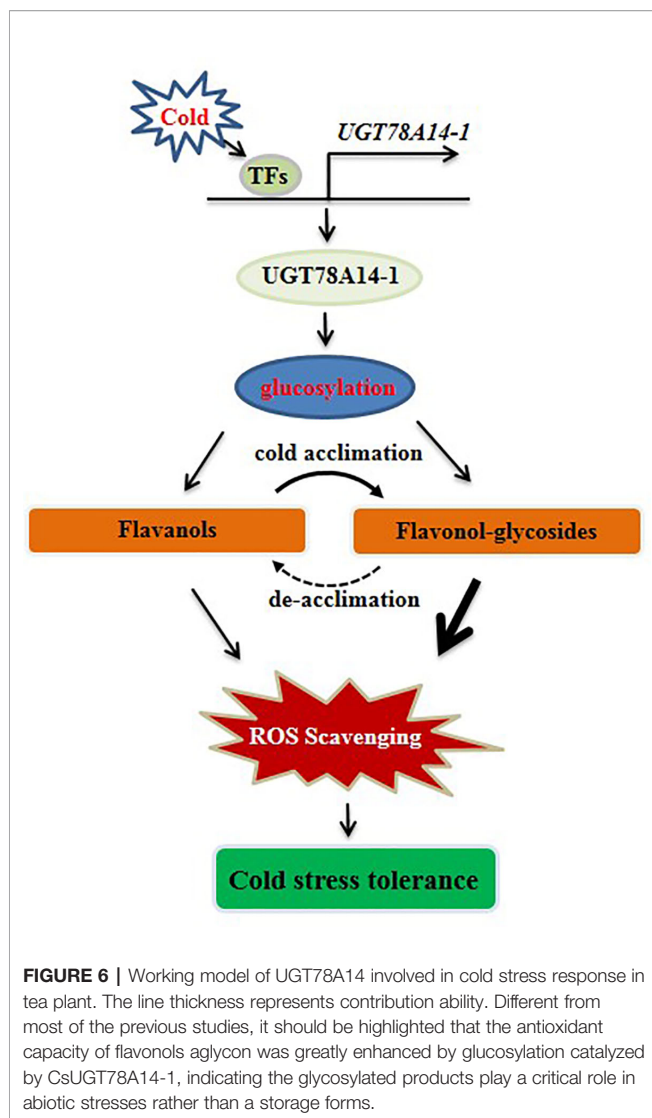 Cold
UGT78A14-1
TFs
UGT78A14-1
glucosylation
cold acclimation
Flavanols
Flavonol-glycosides
de-acclimation
ROS Scavenging
Cold stress tolerance
FIGURE 6 | Working model of UGT78A14 involved in cold stress response in
tea plant. The line thickness represents contribution ability. Different from
most of the previous studies, it should be highlighted that the antioxidant
capacity of flavonols aglycon was greatly enhanced by glucosylation catalyzed
by CsUGT78A14-1, indicating the glycosylated products play a critical role in
abiotic stresses rather than a storage forms.